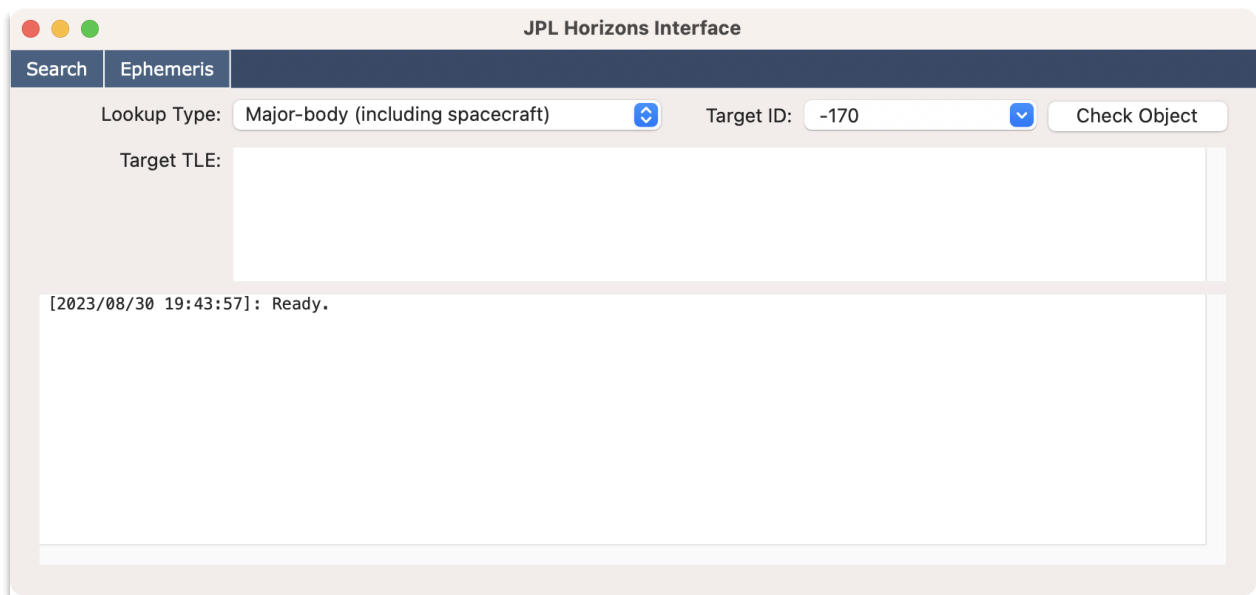 JPL Horizons Interface
Search Ephemeris
Lookup Type: Major-body (including spacecraft) Target ID: -170 Check Object
Target TLE:
[2023/08/30 19:43:57]: Ready.